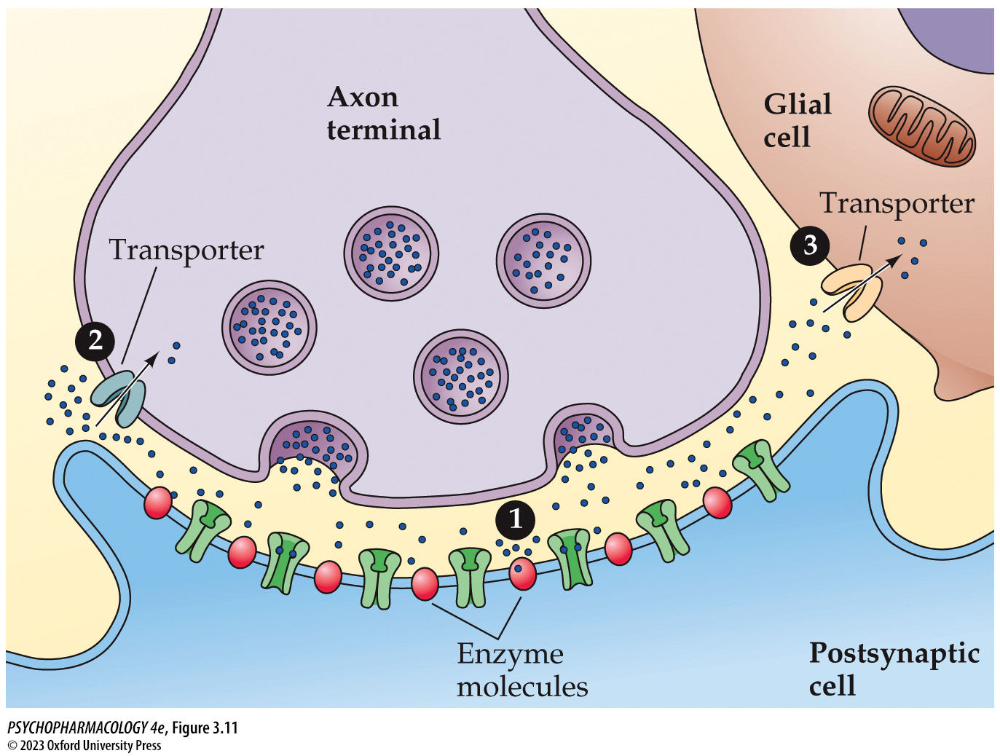 Axon
terminal
Glial
cell
Transporter
3
Transporter
2
1
Enzyme
molecules
Postsynaptic
cell
PSYCHOPHARMACOLOGY 4e, Figure 3.11
© 2023 Oxford University Press